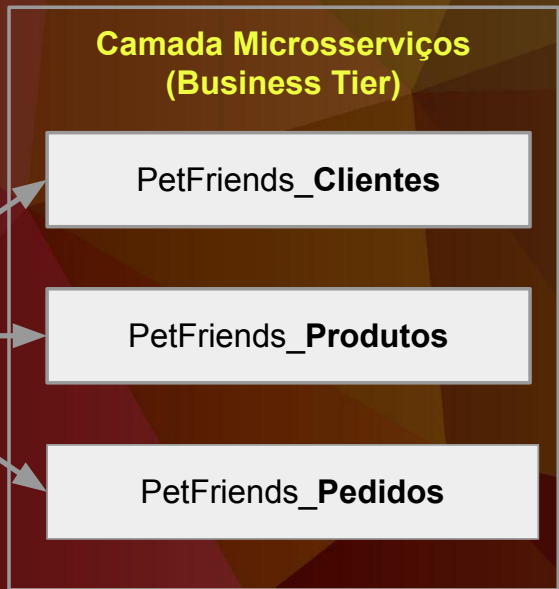 Camada Microsserviços
(Business Tier)
PetFriends_Clientes
PetFriends_Produtos
PetFriends_Pedidos